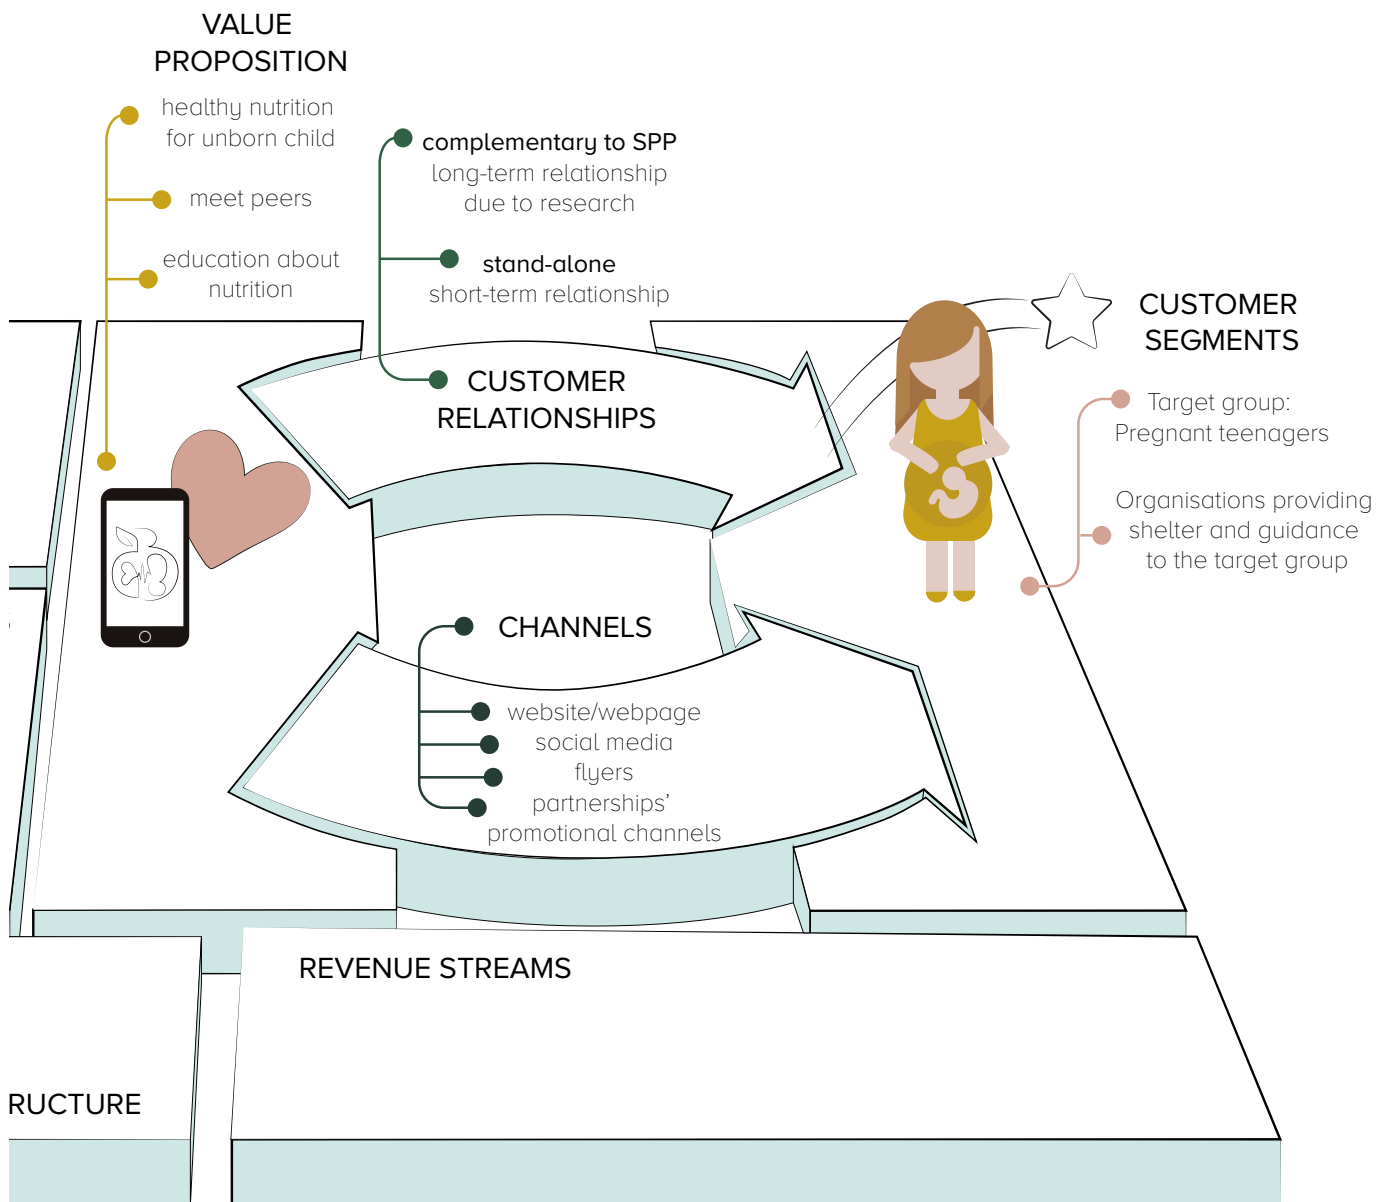 VALUE
PROPOSITION
healthy nutrition
for unborn child
meet peers
education about
nutrition
complementary to SPP
long-term relationship
due to research
stand-alone
short-term relationship
CUSTOMER
RELATIONSHIPS
CUSTOMER
SEGMENTS
Target group:
Pregnant teenagers
Organisations providing
shelter and guidance
to the target group
CHANNELS
website/webpage
social media
flyers
partnerships’
promotional channels
REVENUE STREAMS
RUCTURE